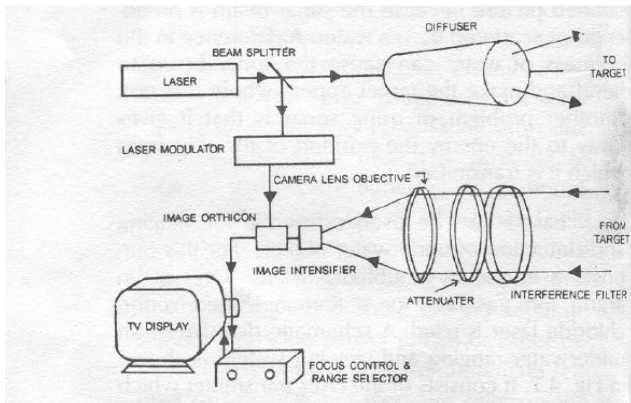 DIFFUSER
BEAM SPLITTER
LASER
TO
TARGET
LASER MODULATOR
CAMERA LENS OBJECTIVE
IMAGE ORTHICON
FROM
TARGET
IMAGE INTENSIFIER
ATTENUATER
INTERFERENCE FILTER
TV DISPLAY
FOCUS CONTROL &
RANGE SELECTOR